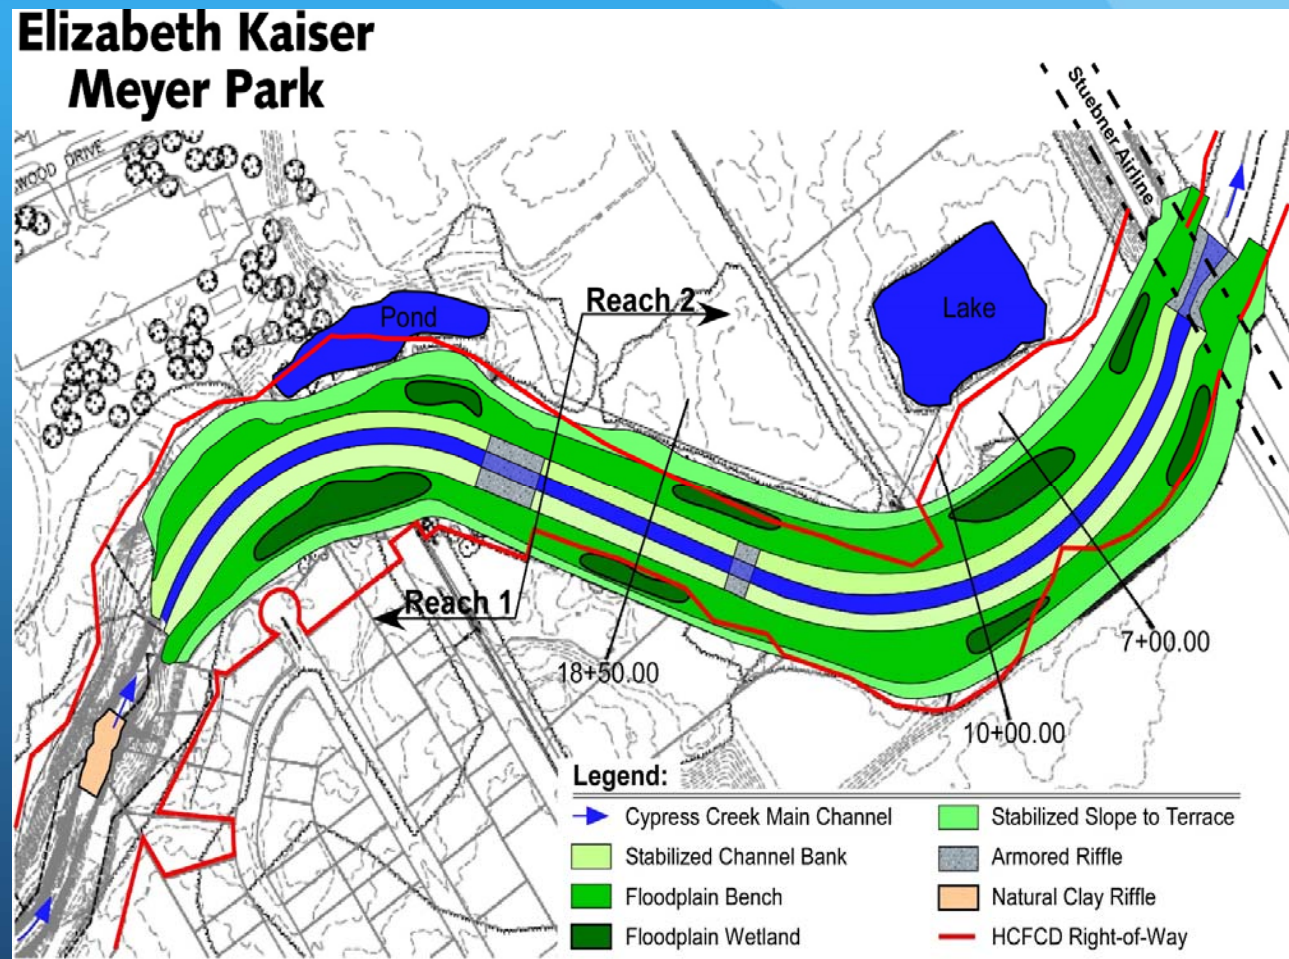 Elizabeth Kaiser
Meyer Park
WOOD DRIVE
Stuebner Airline
Pond
Reach 2
Lake
Reach 1
18+50.00
7+00.00
10+00.00
Legend:
Cypress Creek Main Channel
Stabilized Channel Bank
Floodplain Bench
Floodplain Wetland
Stabilized Slope to Terrace
Armored Riffle
Natural Clay Riffle
HCFCD Right-of-Way